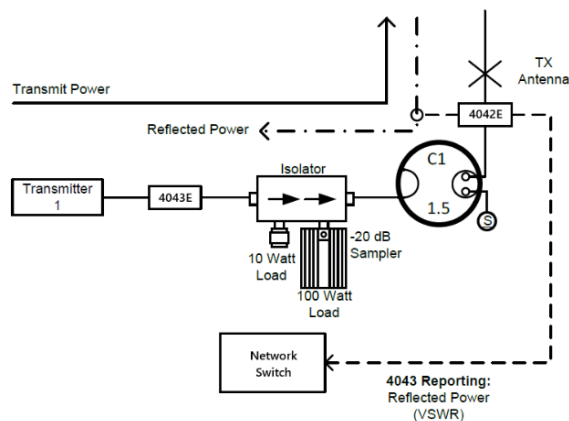 TX
Antenna
Transmit Power
4042E
Reflected Power
C1
Isolator
Transmitter
1
4043E
1.5
S
-20 dB
Sampler
10 Watt
Load
100 Watt
Load
Network
Switch
4043 Reporting:
Reflected Power
(VSWR)